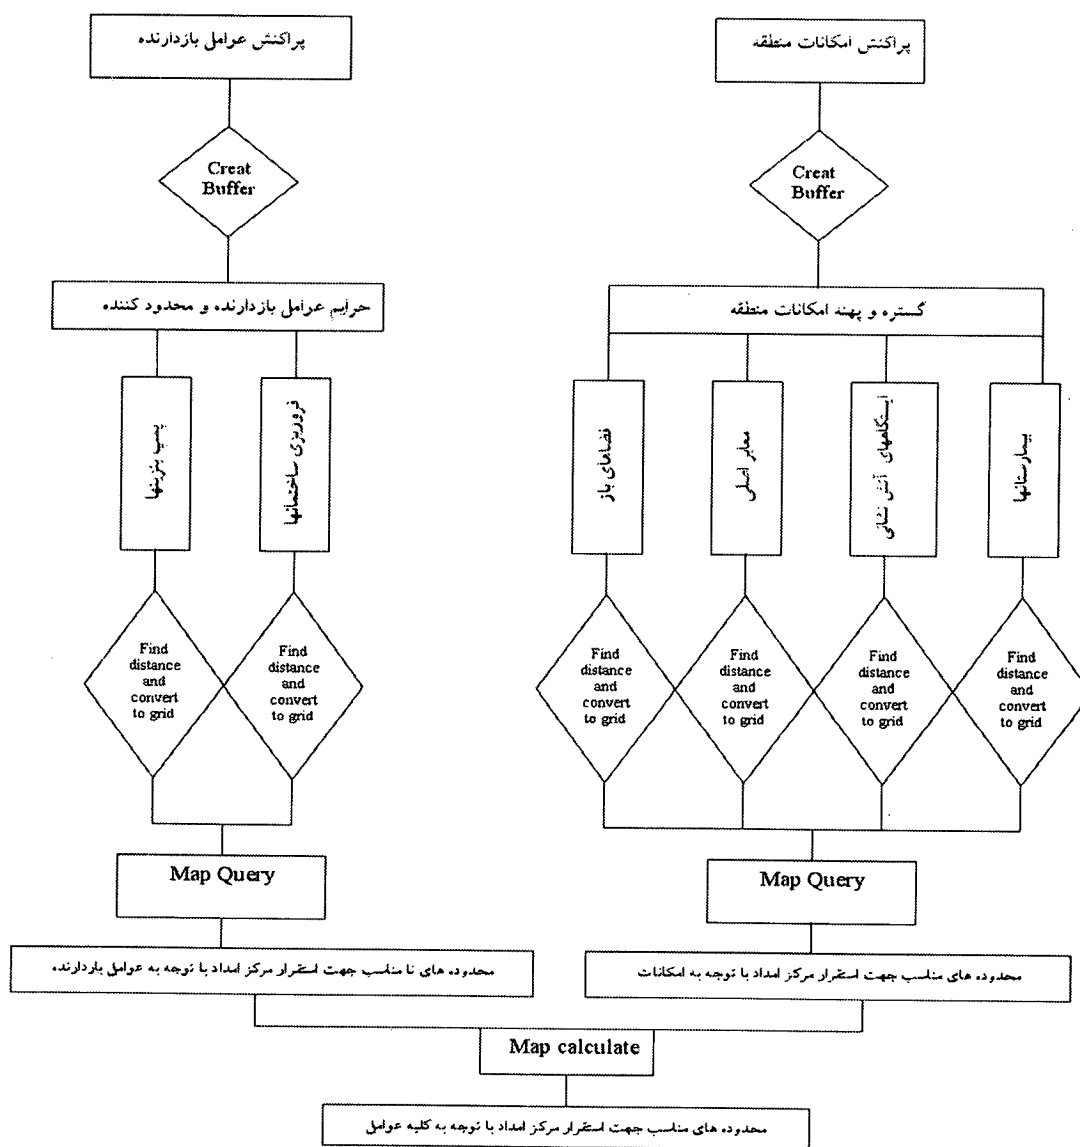 پراکنش امکانات منطقه
پراکنش عوامل بازدارنده
Creat
Buffer
Creat
Buffer
گستره و پهنه امکانات منطقه
حرایم عوامل بازدارنده و محدود کننده
بیمارستانها
ایستگاههای آتش نشانی
معابر اصلی
فضاهای باز
فروریزی ساختمانها
پمپ بنزینها
Find
distance
and
convert
to grid
Find
distance
and
convert
to grid
Find
distance
and
convert
to grid
Find
distance
and
convert
to grid
Find
distance
and
convert
to grid
Find
distance
and
convert
to grid
Map Query
Map Query
محدوده های مناسب جهت استقرار مرکز امداد با توجه به امکانات
محدوده های نا مناسب جهت استقرار مرکز امداد با توجه به عوامل بازدارنده
Map calculate
محدوده های مناسب جهت استقرار مرکز امداد با توجه به کلیه عوامل